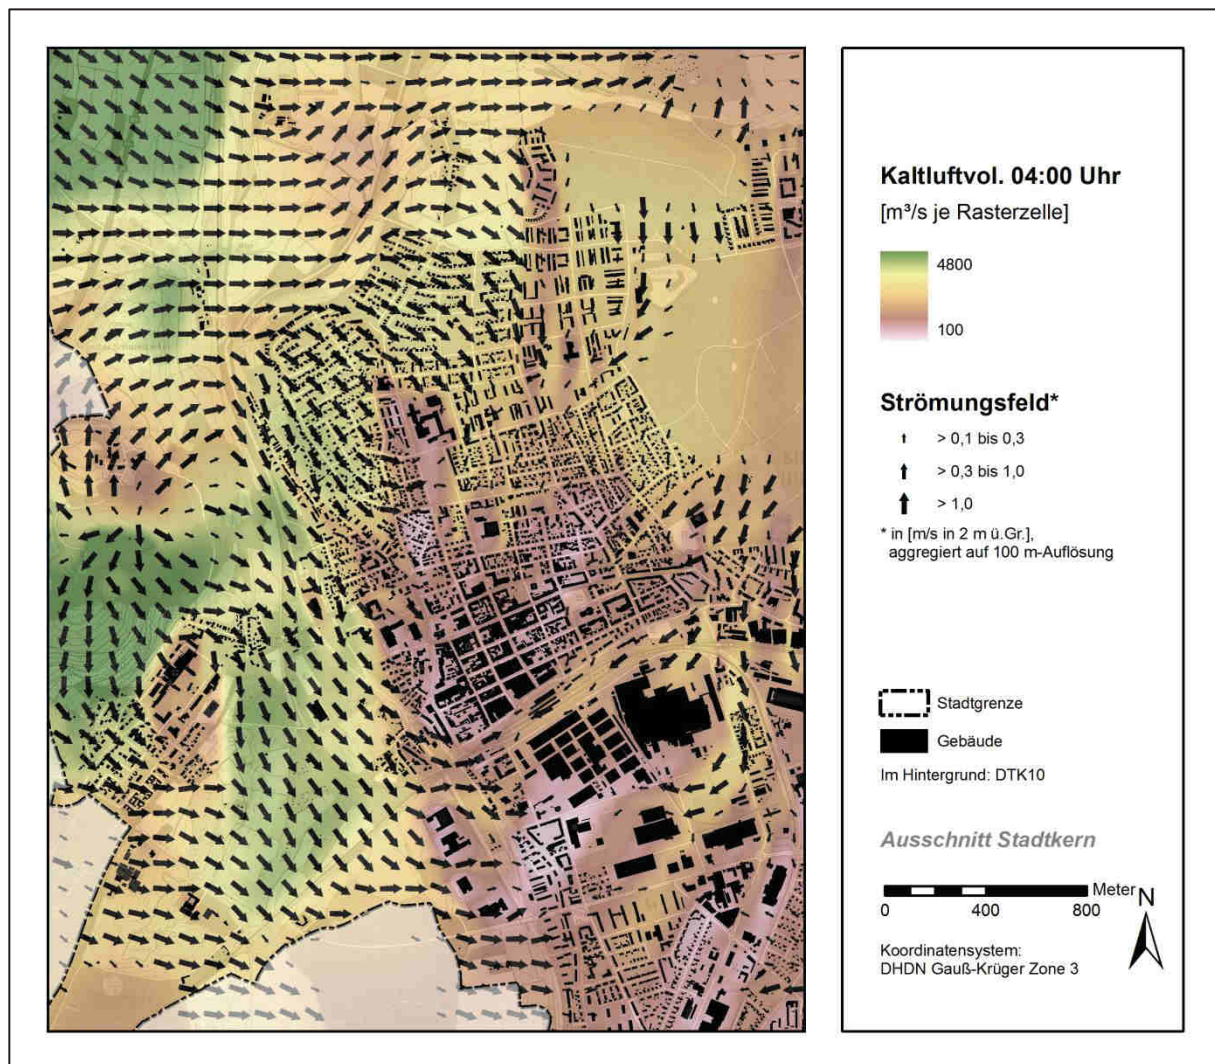 Kaltluftvol. 04:00 Uhr
[m³/s je Rasterzelle]
4800
100
Strömungsfeld*
> 0,1 bis 0,3
> 0,3 bis 1,0
> 1,0
* in [m/s in 2 m ü.Gr.],
aggregiert auf 100 m-Auflösung
Stadtgrenze
Gebäude
Im Hintergrund: DTK10
Ausschnitt Stadtkern
Meter
0 400 800
N
Koordinatensystem:
DHDN Gauß-Krüger Zone 3